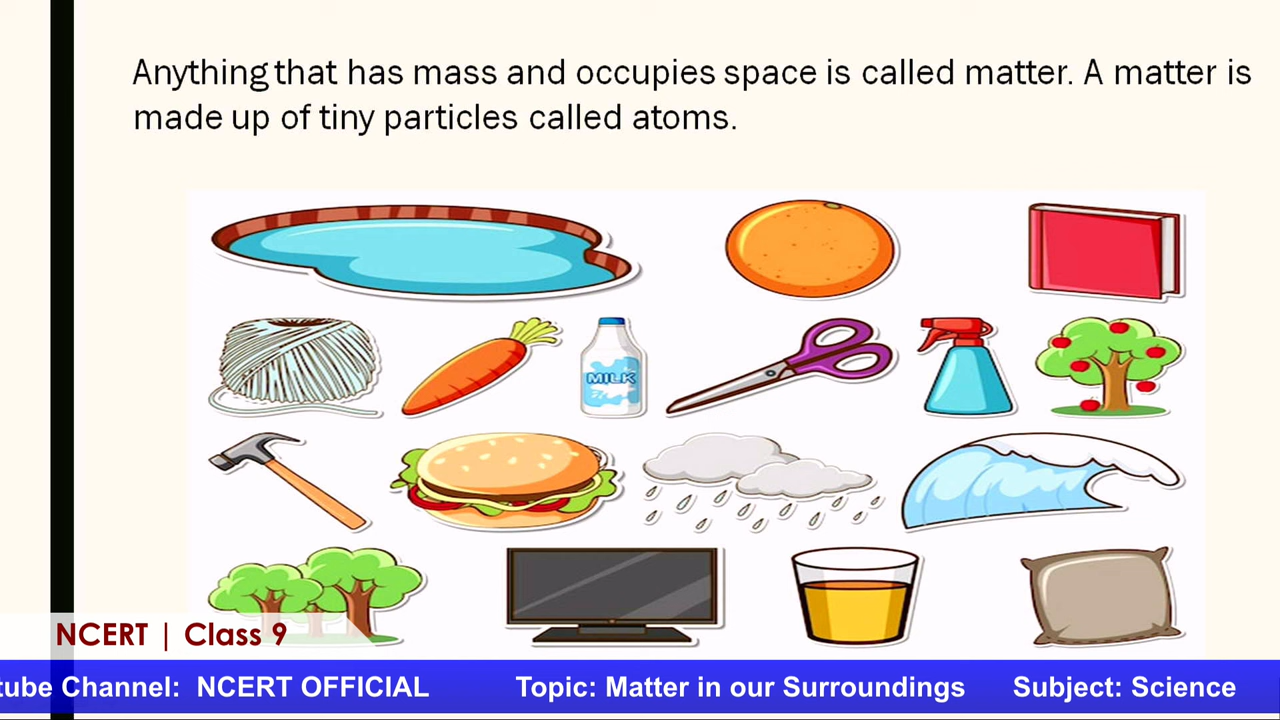 Anything that has mass and occupies space is called matter. A matter is
made up of tiny particles called atoms.
MILK
NCERT | Class 9
tube Channel: NCERT OFFICIAL Topic: Matter in our Surroundings Subject: Science